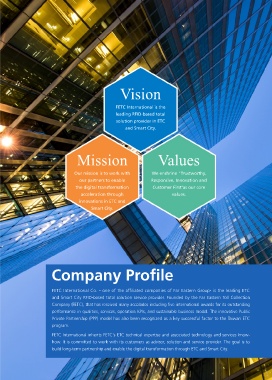 Vision
FETC International is the
leading RFID-based total
solution provider in ETC
and Smart City.
Mission
Our mission is to work with
our partners to enable
the digital transformation
acceleration through
innovations in ETC and
Smart City.
Values
We enshrine "Trustworthy,
Responsive, Innovation and
Customer First" as our core
values.
Company Profile
FETC International Co. – one of the affiliated companies of Far Eastern Group- is the leading ETC
and Smart City RFID-based total solution service provider. Founded by the Far Eastern Toll Collection
Company (FETC), that has received many accolades including five international awards for its outstanding
performance in qualities, services, operations KPIs, and sustainable business model. The innovative Public
Private Partnership (PPP) model has also been recognized as a key successful factor to the Taiwan ETC
program.
FETC International inherits FETC's ETC technical expertise and associated technology and service know-
how. It is committed to work with its customers as advisor, solution and service provider. The goal is to
build long-term partnership and enable the digital transformation through ETC and Smart City.